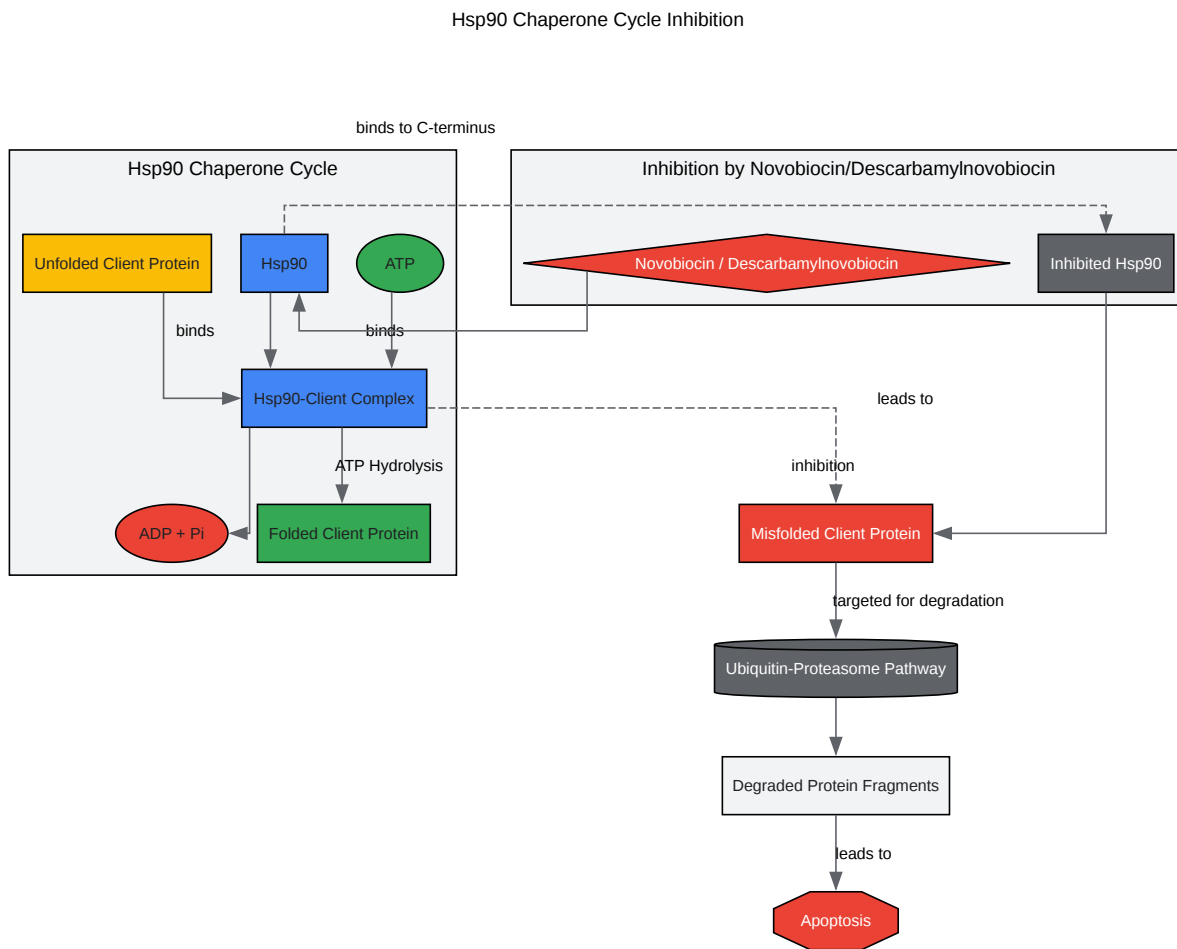 Hsp90 Chaperone Cycle Inhibition
binds to C-terminus
Hsp90 Chaperone Cycle
Inhibition by Novobiocin/Descarbamylnovobiocin
Unfolded Client Protein
Hsp90
ATP
Novobiocin / Descarbamylnovobiocin
Inhibited Hsp90
binds
binds
Hsp90-Client Complex
leads to
ATP Hydrolysis
inhibition
ADP + Pi
Folded Client Protein
Misfolded Client Protein
targeted for degradation
Ubiquitin-Proteasome Pathway
Degraded Protein Fragments
leads to
Apoptosis